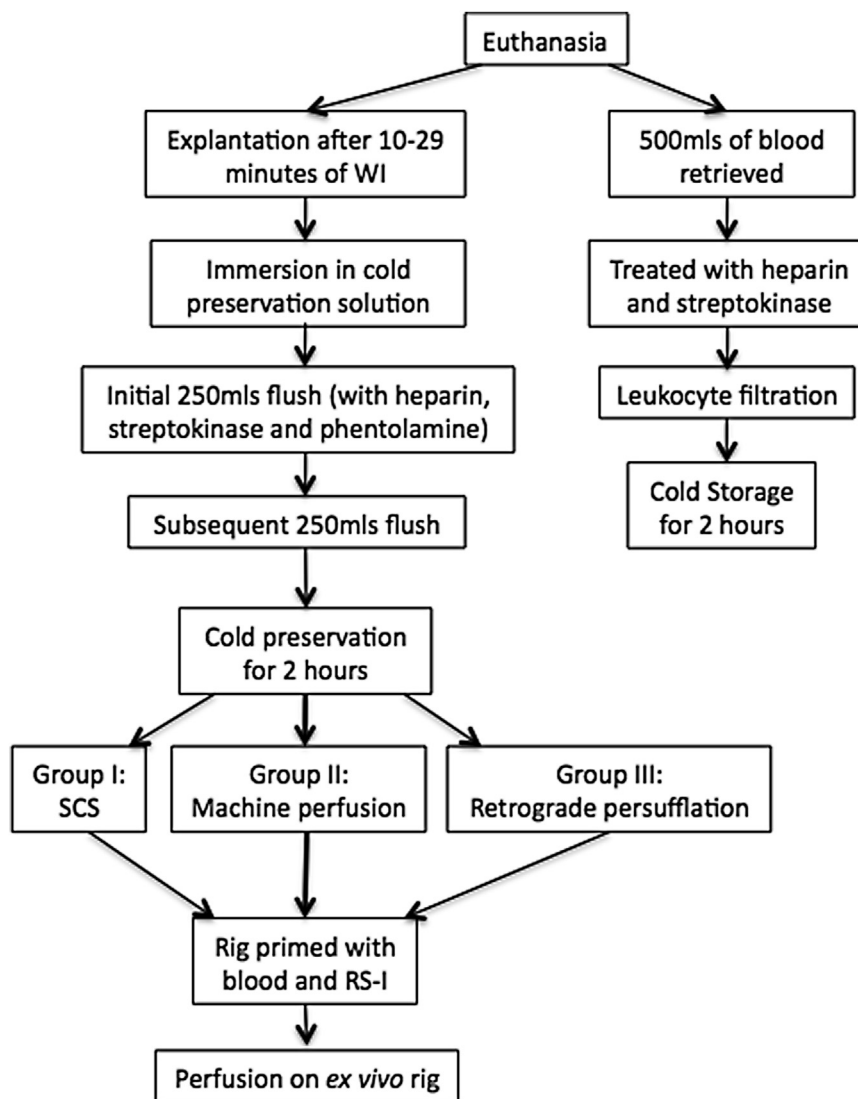 Euthanasia
Explantation after 10-29
minutes of WI
500mls of blood
retrieved
Immersion in cold
preservation solution
Treated with heparin
and streptokinase
Initial 250mls flush (with heparin,
streptokinase and phentolamine)
Leukocyte filtration
Subsequent 250mls flush
Cold Storage
for 2 hours
Cold preservation
for 2 hours
Group I:
SCS
Group II:
Machine perfusion
Group III:
Retrograde persufflation
Rig primed with
blood and RS-I
Perfusion on ex vivo rig